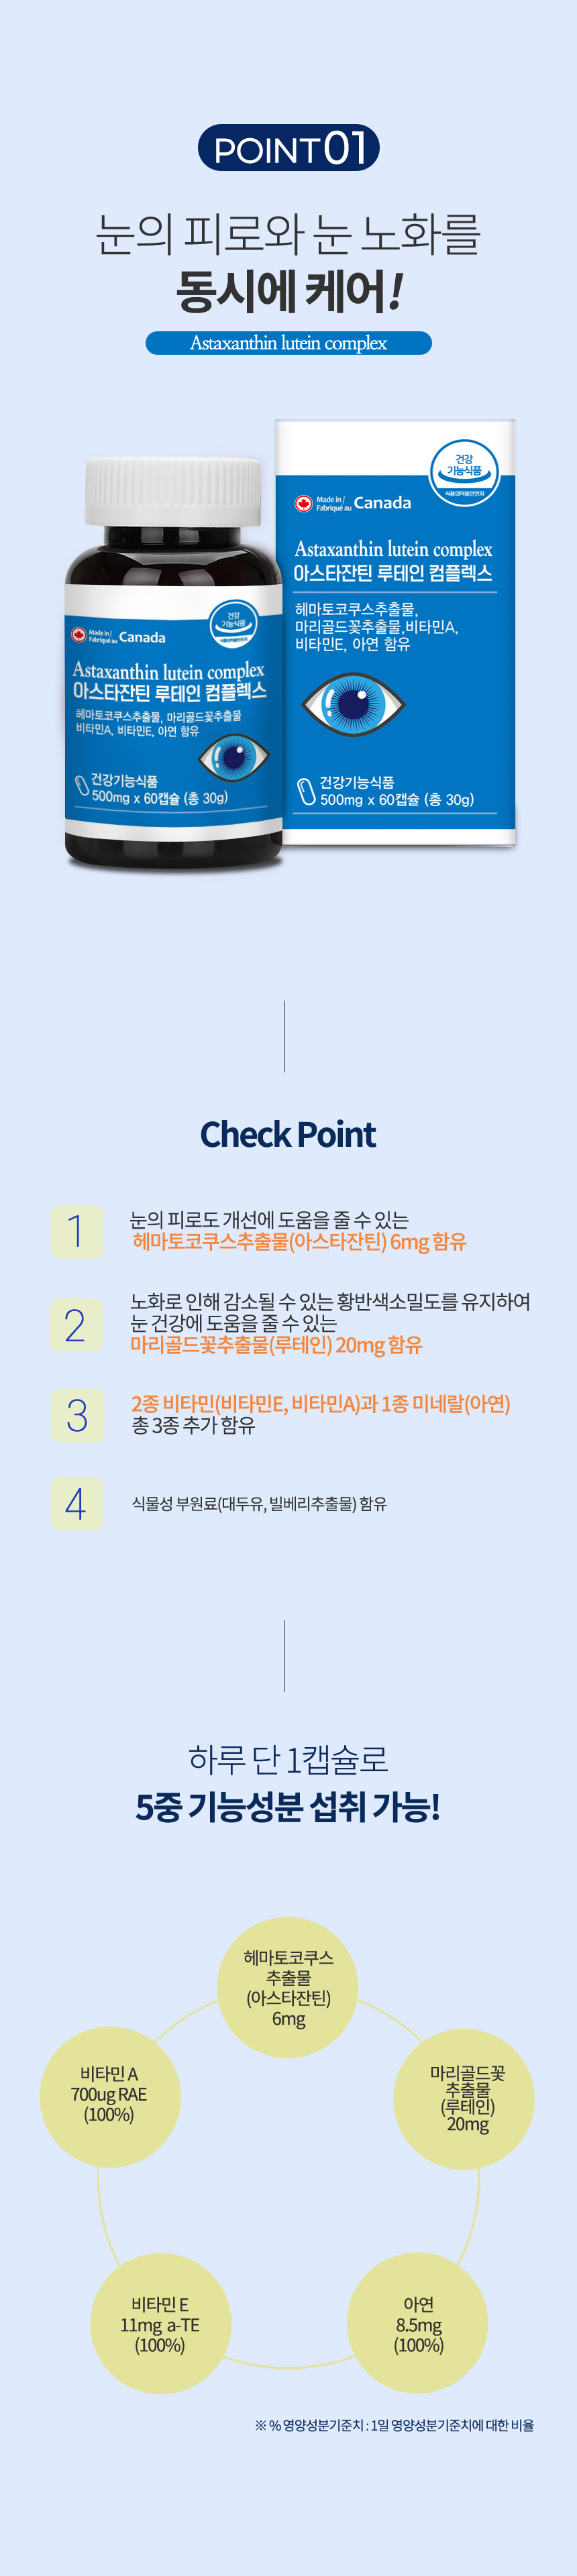 POINT01
눈의 피로와 눈 노화를
동시에 케어!
Astaxanthin lutein complex
건강
기능식품
식품의약품안전처
Made in /
Fabriqué au Canada
Astaxanthin lutein complex
아스타잔틴 루테인 컴플렉스
헤마토코쿠스추출물,
마리골드꽃추출물,비타민A,
비타민E, 아연 함유
건강기능식품
500mg x 60캡슐 (총 30g)
건강
기능식품
Made in /
Fabriqué au Canada
Astaxanthin lutein complex
아스타잔틴 루테인 컴플렉스
헤마토코쿠스추출물, 마리골드꽃추출물
비타민A, 비타민E, 아연 함유
건강기능식품
500mg x 60캡슐 (총 30g)
Check Point
1
눈의 피로도 개선에 도움을 줄 수 있는
헤마토코쿠스추출물(아스타잔틴) 6mg 함유
2
노화로 인해 감소될 수 있는 황반색소밀도를 유지하여
눈 건강에 도움을 줄 수 있는
마리골드꽃추출물(루테인) 20mg 함유
3
2종 비타민(비타민E, 비타민A)과 1종 미네랄(아연)
총 3종 추가 함유
4
식물성 부원료(대두유, 빌베리추출물) 함유
하루 단 1캡슐로
5중 기능성분 섭취 가능!
헤마토코쿠스
추출물
(아스타잔틴)
6mg
비타민 A
700ug RAE
(100%)
마리골드꽃
추출물
(루테인)
20mg
비타민 E
11mg a-TE
(100%)
아연
8.5mg
(100%)
※ % 영양성분기준치 : 1일 영양성분기준치에 대한 비율